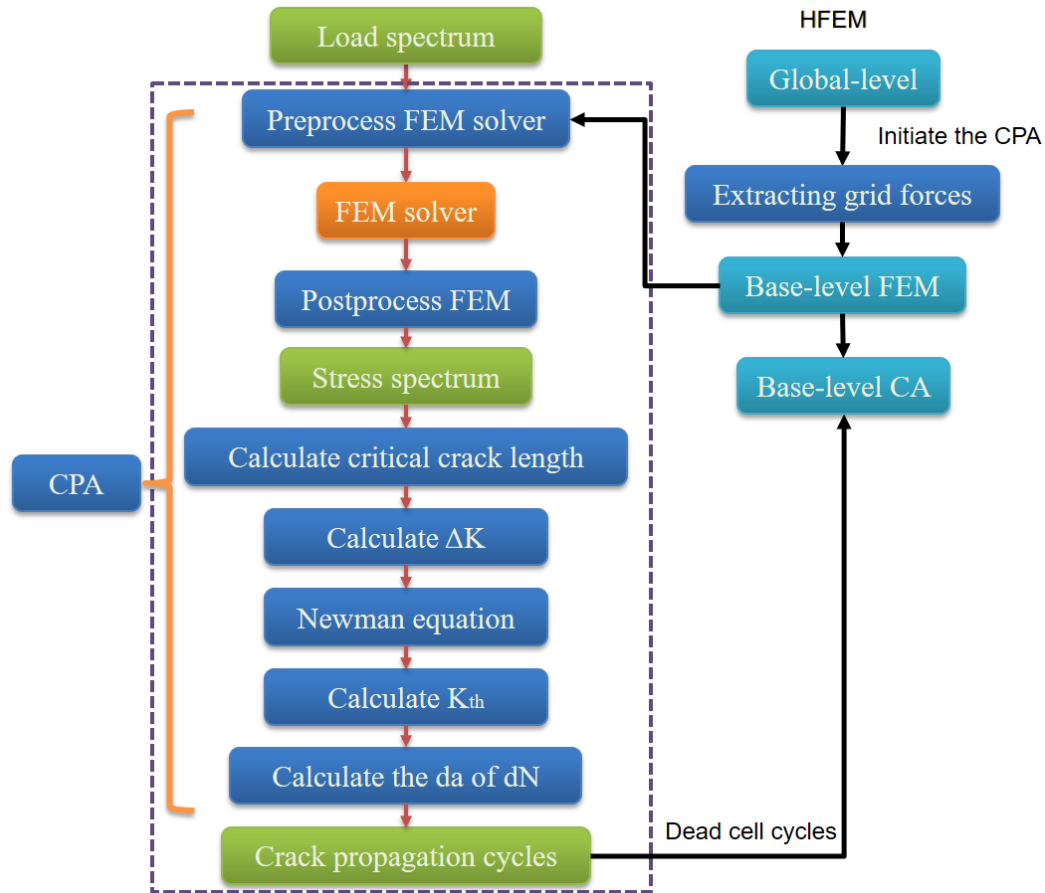 Load spectrum
HFEM
Global-level
Preprocess FEM solver
Initiate the CPA
Extracting grid forces
FEM solver
Base-level FEM
Postprocess FEM
Stress spectrum
Base-level CA
Calculate critical crack length
CPA
Calculate ΔK
Newman equation
Calculate Kth
Calculate the da of dN
Dead cell cycles
Crack propagation cycles